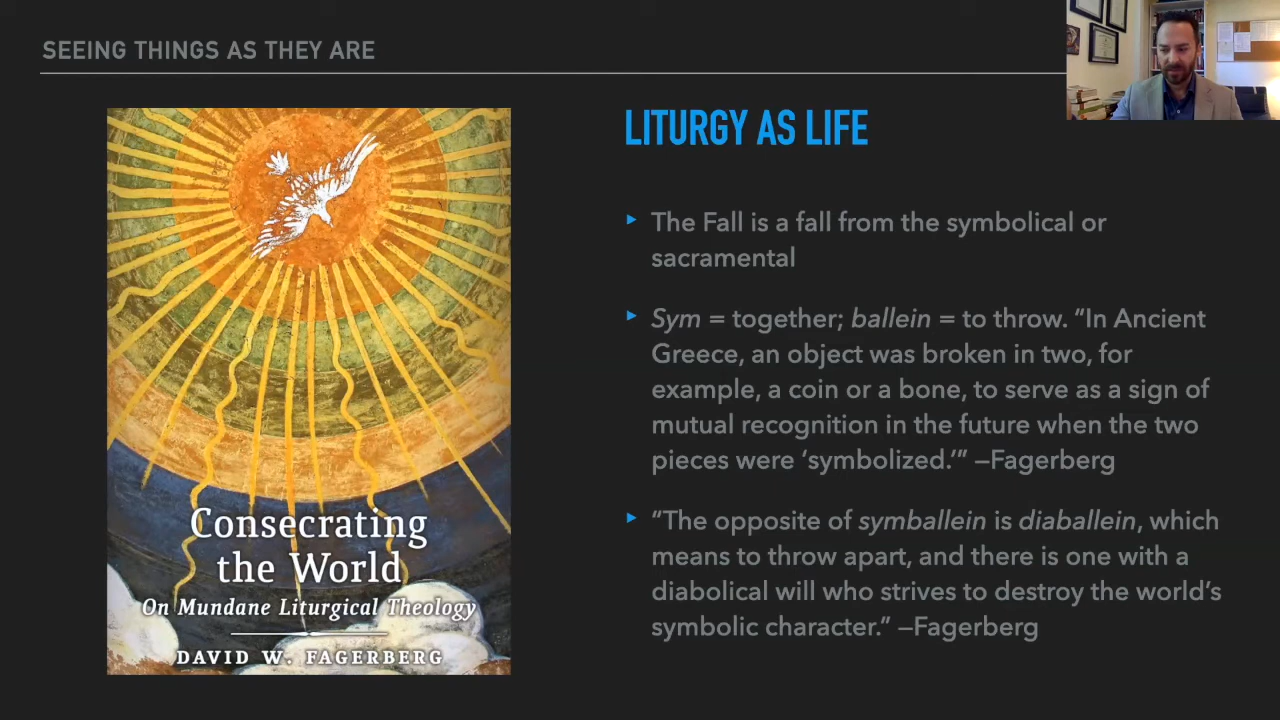 SEEING THINGS AS THEY ARE
Consecrating
the World
On Mundane Liturgical Theology
DAVID W. FAGERBERG
LITURGY AS LIFE
The Fall is a fall from the symbolical or
sacramental
Sym = together; ballein = to throw. “In Ancient
Greece, an object was broken in two, for
example, a coin or a bone, to serve as a sign of
mutual recognition in the future when the two
pieces were ‘symbolized.’” —Fagerberg
“The opposite of symballein is diaballein, which
means to throw apart, and there is one with a
diabolical will who strives to destroy the world’s
symbolic character.” —Fagerberg